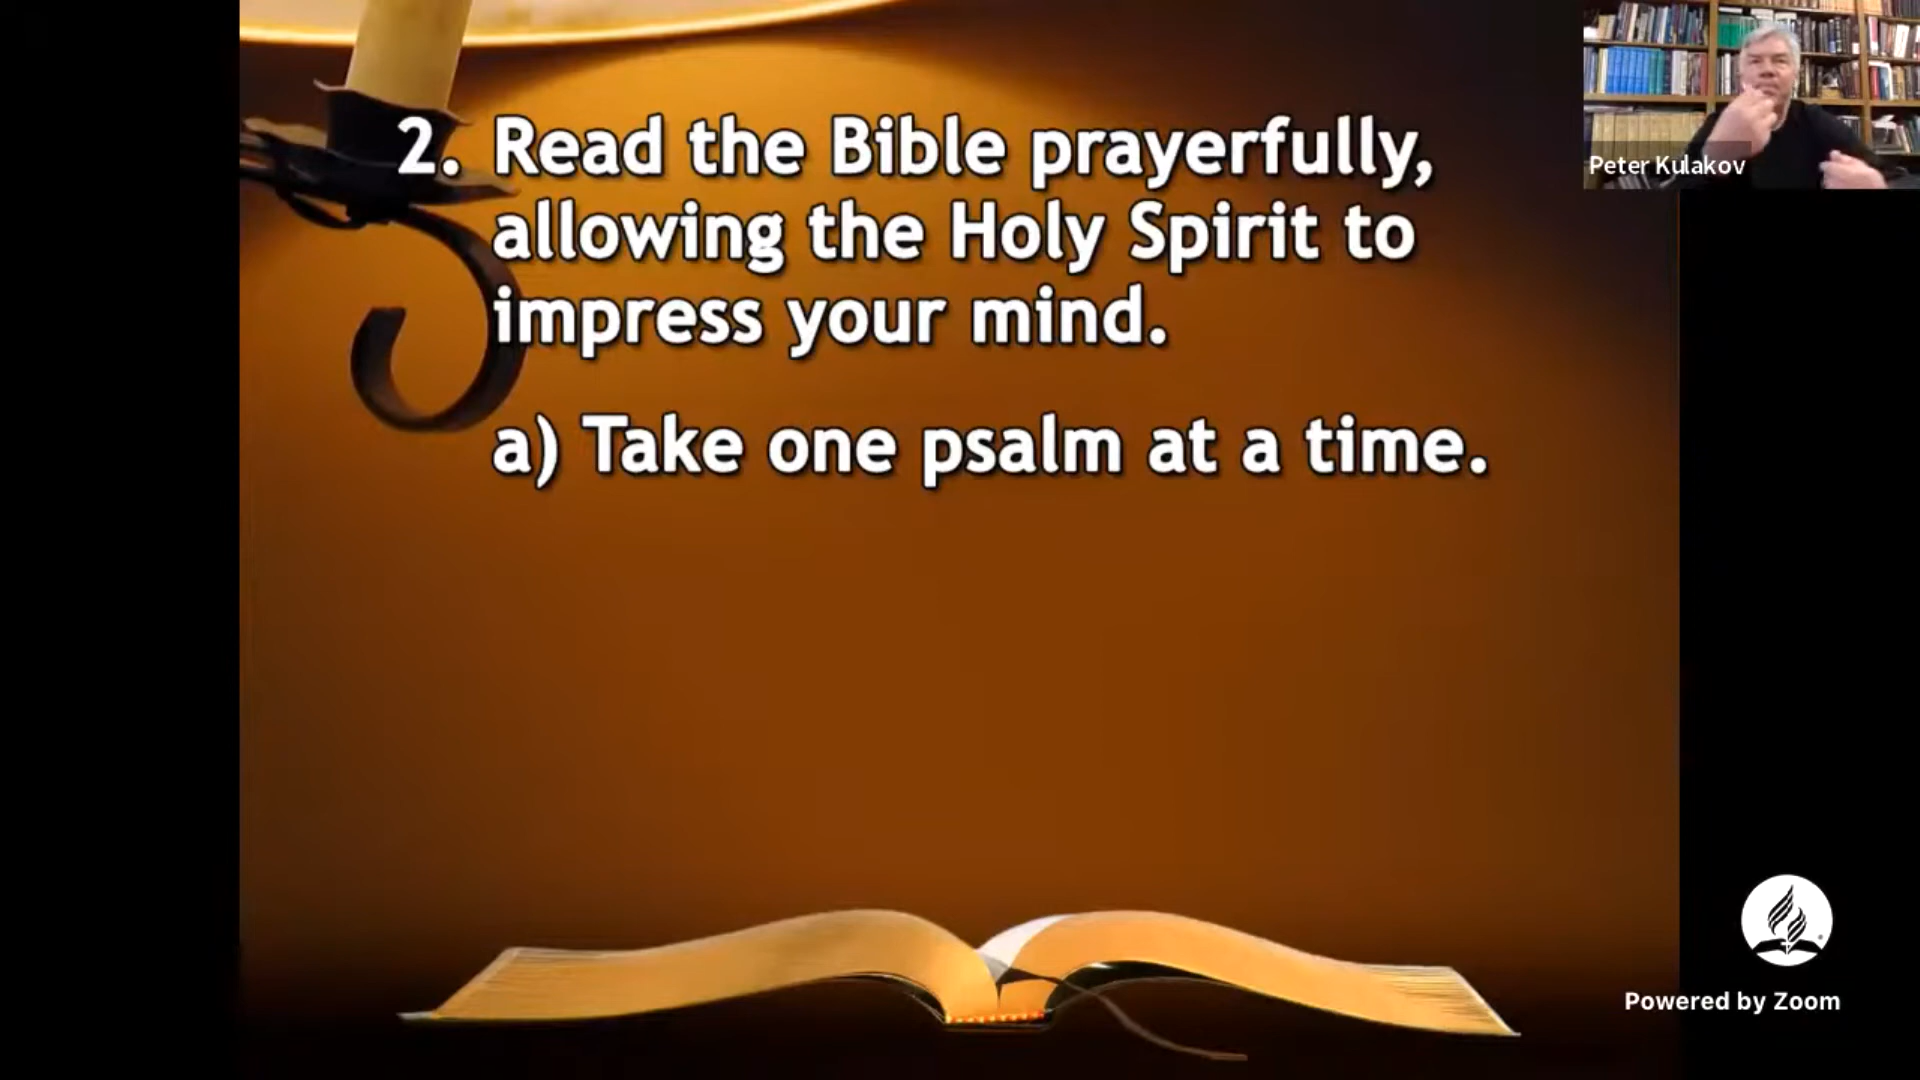 2. Read the Bible prayerfully,
allowing the Holy Spirit to
impress your mind.
a) Take one psalm at a time.
Peter Kulakov
Powered by Zoom